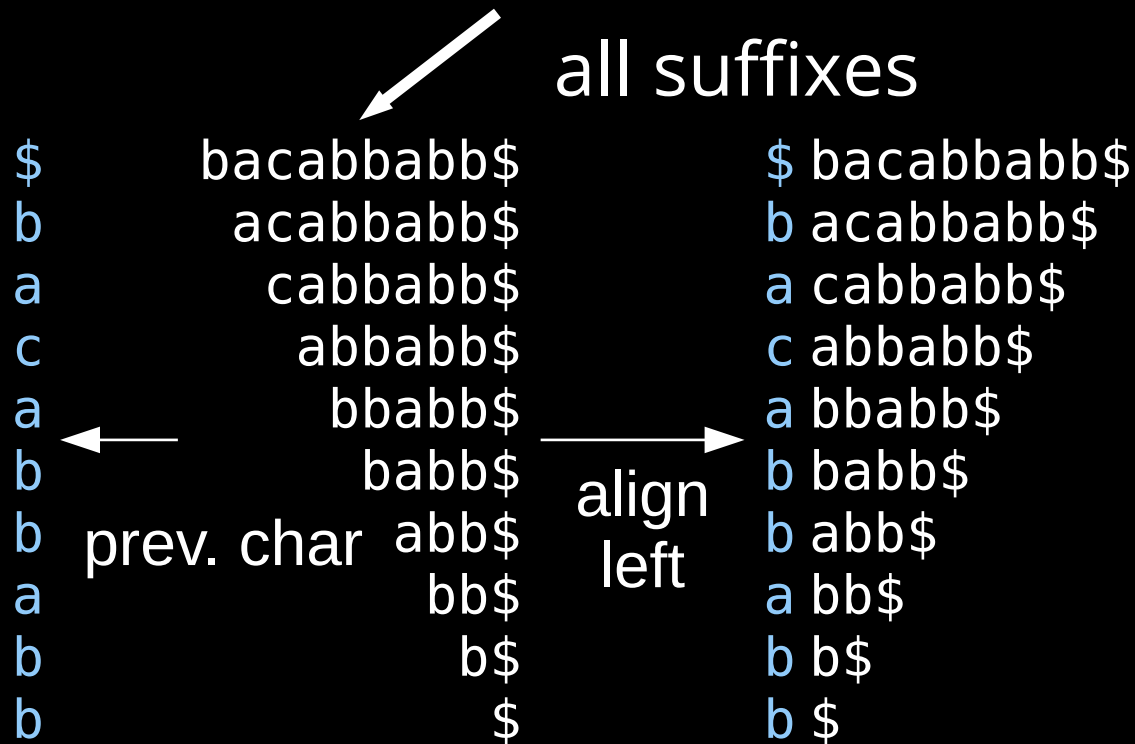 all suffixes
$ bacabbabb$ $ bacabbabb$
b acabbabb$ b acabbabb$
a cabbabb$ a cabbabb$
c abbabb$ c abbabb$
a bbabb$ a bbabb$
b babb$ b babb$
align
b abb$ b abb$
prev. char
left
a bb$ a bb$
b b$ b b$
b $ b $